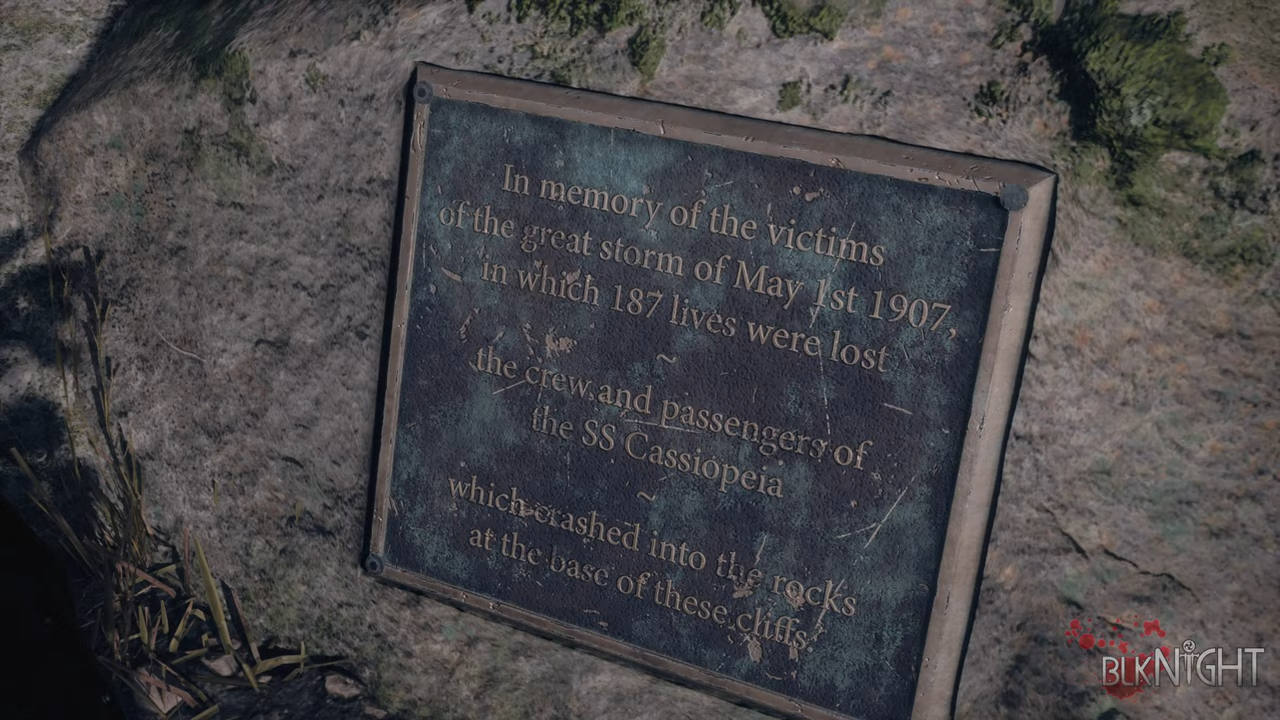 In memory of the victims
of the great storm of May 1st 1907,
in which 187 lives were lost
~
the crew and passengers of
the SS Cassiopeia
~
which crashed into the rocks
at the base of these cliffs.
BLKNIGHT